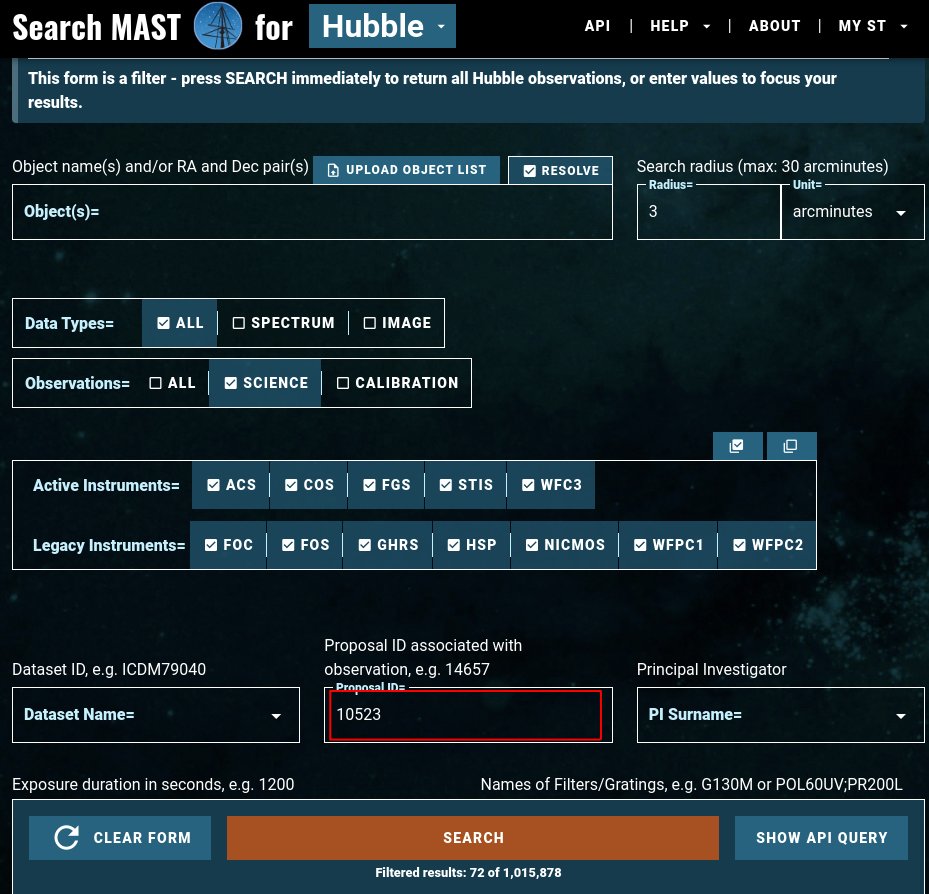 Search MAST for Hubble
API | HELP | ABOUT | MY ST
This form is a filter - press SEARCH immediately to return all Hubble observations, or enter values to focus your
results.
Object name(s) and/or RA and Dec pair(s) UPLOAD OBJECT LIST RESOLVE Search radius (max: 30 arcminutes)
Radius= Unit=
Object(s)= 3 arcminutes
Data Types= ALL SPECTRUM IMAGE
Observations= ALL SCIENCE CALIBRATION
Active Instruments= ACS COS FGS STIS WFC3
Legacy Instruments= FOC FOS GHRS HSP NICMOS WFPC1 WFPC2
Proposal ID associated with
Dataset ID, e.g. ICDM79040 observation, e.g. 14657 Principal Investigator
Proposal ID=
Dataset Name= 10523 PI Surname=
Exposure duration in seconds, e.g. 1200 Names of Filters/Gratings, e.g. G130M or POL60UV;PR200L
CLEAR FORM SEARCH SHOW API QUERY
Filtered results: 72 of 1,015,878